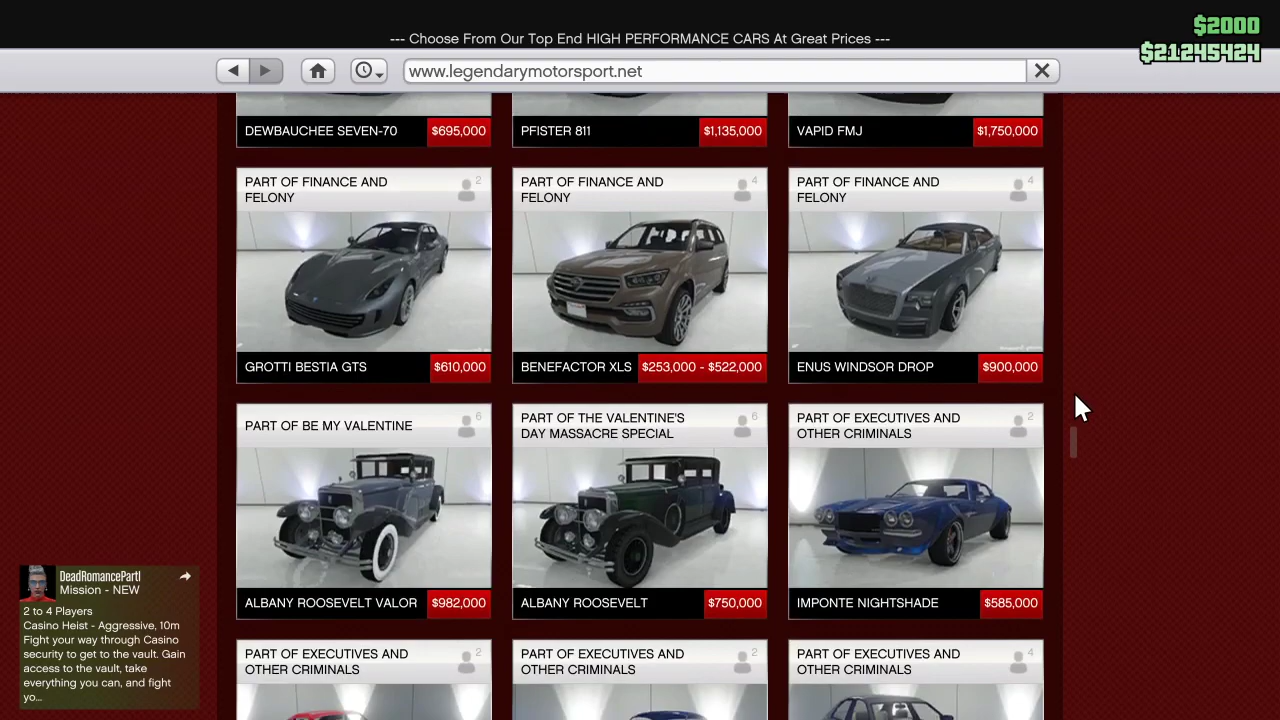 $2000
--- Choose From Our Top End HIGH PERFORMANCE CARS At Great Prices ---
$21245424
www.legendarymotorsport.net
DEWBAUCHEE SEVEN-70 $695,000
PFISTER 811 $1,135,000
VAPID FMJ $1,750,000
PART OF FINANCE AND
FELONY
2
PART OF FINANCE AND
FELONY
4
PART OF FINANCE AND
FELONY
4
GROTTI BESTIA GTS $610,000
BENEFACTOR XLS $253,000 - $522,000
ENUS WINDSOR DROP $900,000
PART OF BE MY VALENTINE
6
PART OF THE VALENTINE'S
DAY MASSACRE SPECIAL
6
PART OF EXECUTIVES AND
OTHER CRIMINALS
2
ALBANY ROOSEVELT VALOR $982,000
ALBANY ROOSEVELT $750,000
IMPONTE NIGHTSHADE $585,000
PART OF EXECUTIVES AND
OTHER CRIMINALS
2
PART OF EXECUTIVES AND
OTHER CRIMINALS
2
PART OF EXECUTIVES AND
OTHER CRIMINALS
4
DeadRomancePartI
Mission - NEW
2 to 4 Players
Casino Heist - Aggressive, 10m
Fight your way through Casino
security to get to the vault. Gain
access to the vault, take
everything you can, and fight
yo...